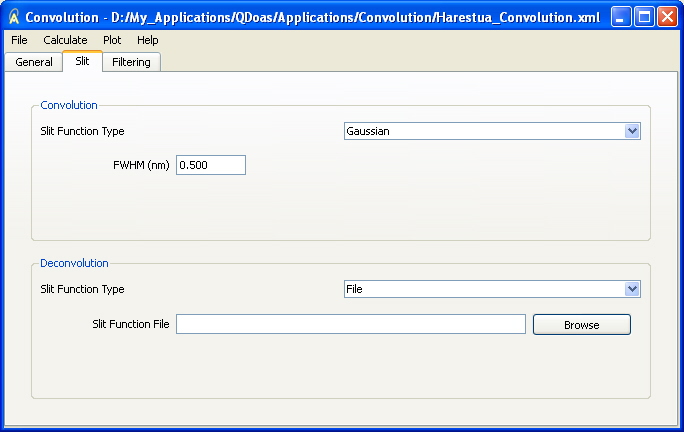 Convolution - D:/My_Applications/QDoas/Applications/Convolution/Harestua_Convolution.xml
File Calculate Plot Help
General Slit Filtering
Convolution
Slit Function Type Gaussian
FWHM (nm) 0.500
Deconvolution
Slit Function Type File
Slit Function File Browse